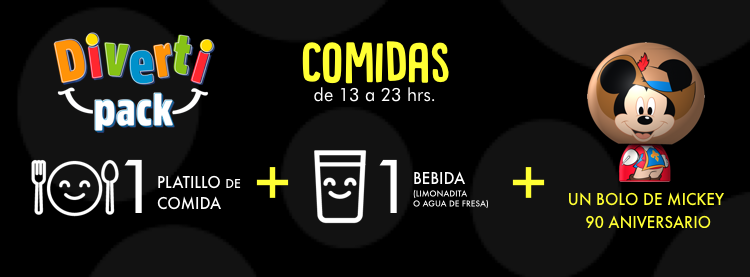 Diverti
pack
COMIDAS
de 13 a 23 hrs.
1 PLATILLO DE
COMIDA
+
1 BEBIDA
(LIMONADITA
O AGUA DE FRESA)
+
UN BOLO DE MICKEY
90 ANIVERSARIO